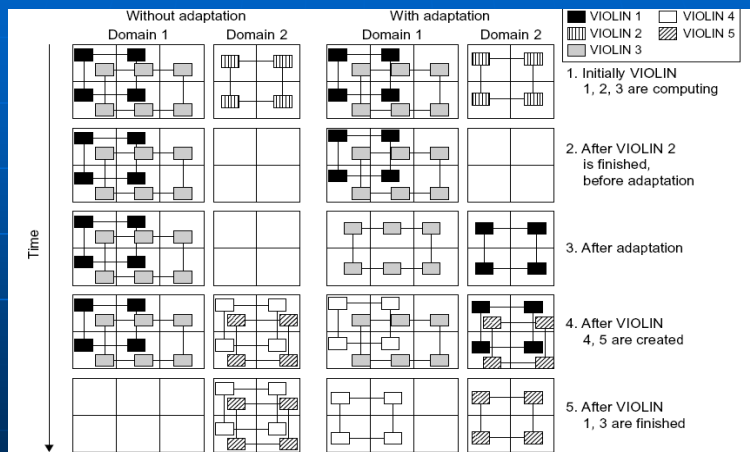 Without adaptation
With adaptation
Domain 1
Domain 2
Domain 1
Domain 2
VIOLIN 1
VIOLIN 4
VIOLIN 2
VIOLIN 5
VIOLIN 3
Time
1. Initially VIOLIN
1, 2, 3 are computing
2. After VIOLIN 2
is finished,
before adaptation
3. After adaptation
4. After VIOLIN
4, 5 are created
5. After VIOLIN
1, 3 are finished